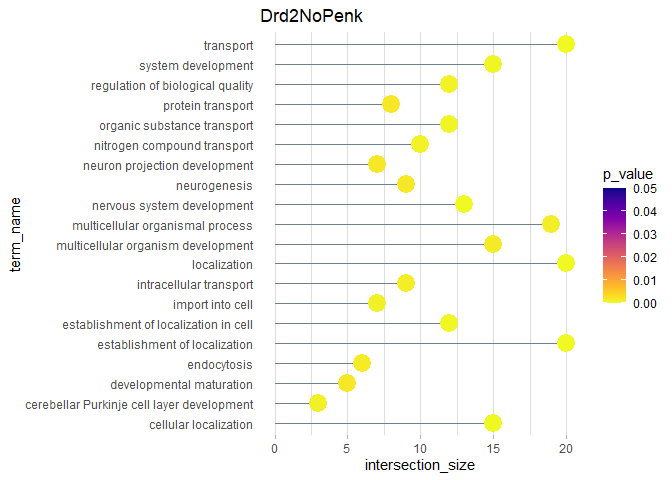 Drd2NoPenk
transport
system development
regulation of biological quality
protein transport
organic substance transport
nitrogen compound transport
neuron projection development
neurogenesis
nervous system development
multicellular organismal process
multicellular organism development
localization
intracellular transport
import into cell
establishment of localization in cell
establishment of localization
endocytosis
developmental maturation
cerebellar Purkinje cell layer development
cellular localization
term_name
0 5 10 15 20
intersection_size
p_value
0.05
0.04
0.03
0.02
0.01
0.00